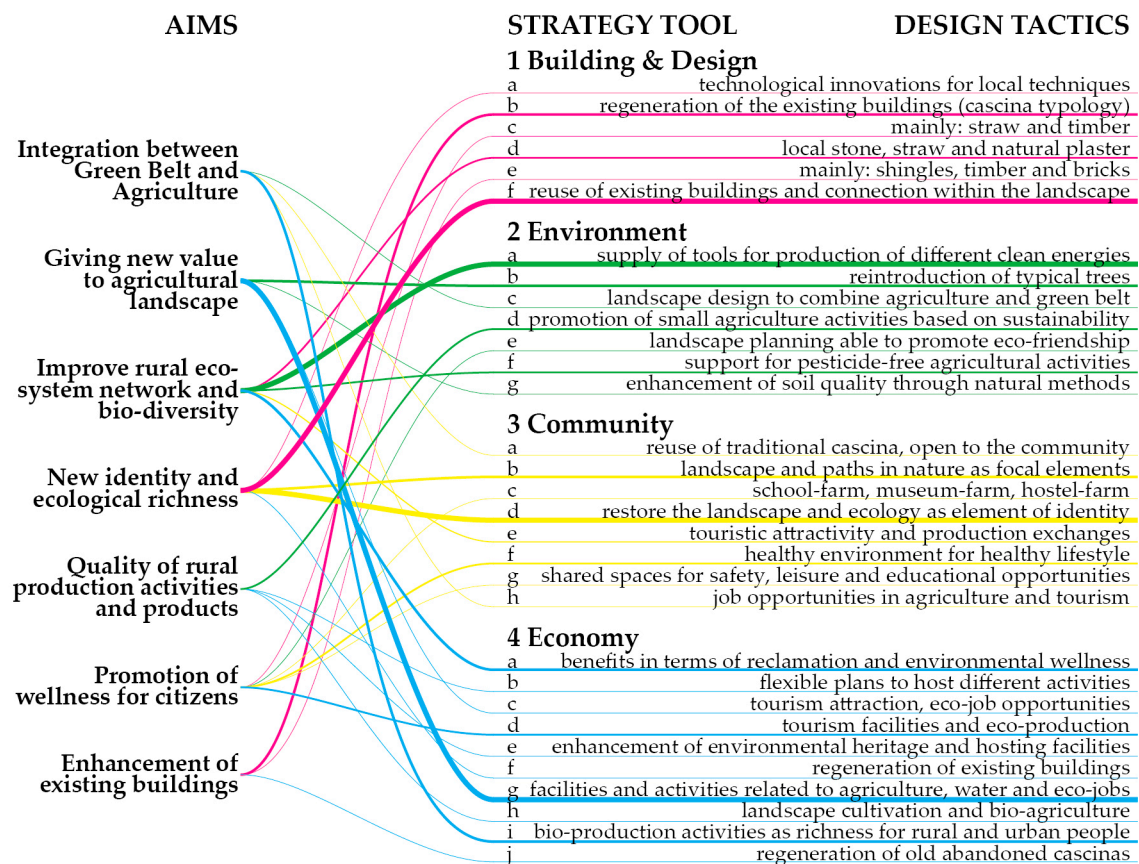 AIMS
STRATEGY TOOL
DESIGN TACTICS
Integration between
Green Belt and
Agriculture
Giving new value
to agricultural
landscape
Improve rural eco-
system network and
bio-diversity
New identity and
ecological richness
Quality of rural
production activities
and products
Promotion of
wellness for citizens
Enhancement of
existing buildings
1 Building & Design
a technological innovations for local techniques
b regeneration of the existing buildings (cascina typology)
c mainly: straw and timber
d local stone, straw and natural plaster
e mainly: shingles, timber and bricks
f reuse of existing buildings and connection within the landscape
2 Environment
a supply of tools for production of different clean energies
b reintroduction of typical trees
c landscape design to combine agriculture and green belt
d promotion of small agriculture activities based on sustainability
e landscape planning able to promote eco-friendship
f support for pesticide-free agricultural activities
g enhancement of soil quality through natural methods
3 Community
a reuse of traditional cascina, open to the community
b landscape and paths in nature as focal elements
c school-farm, museum-farm, hostel-farm
d restore the landscape and ecology as element of identity
e touristic attractivity and production exchanges
f healthy environment for healthy lifestyle
g shared spaces for safety, leisure and educational opportunities
h job opportunities in agriculture and tourism
4 Economy
a benefits in terms of reclamation and environmental wellness
b flexible plans to host different activities
c tourism attraction, eco-job opportunities
d tourism facilities and eco-production
e enhancement of environmental heritage and hosting facilities
f regeneration of existing buildings
g facilities and activities related to agriculture, water and eco-jobs
h landscape cultivation and bio-agriculture
i bio-production activities as richness for rural and urban people
j regeneration of old abandoned cascinas